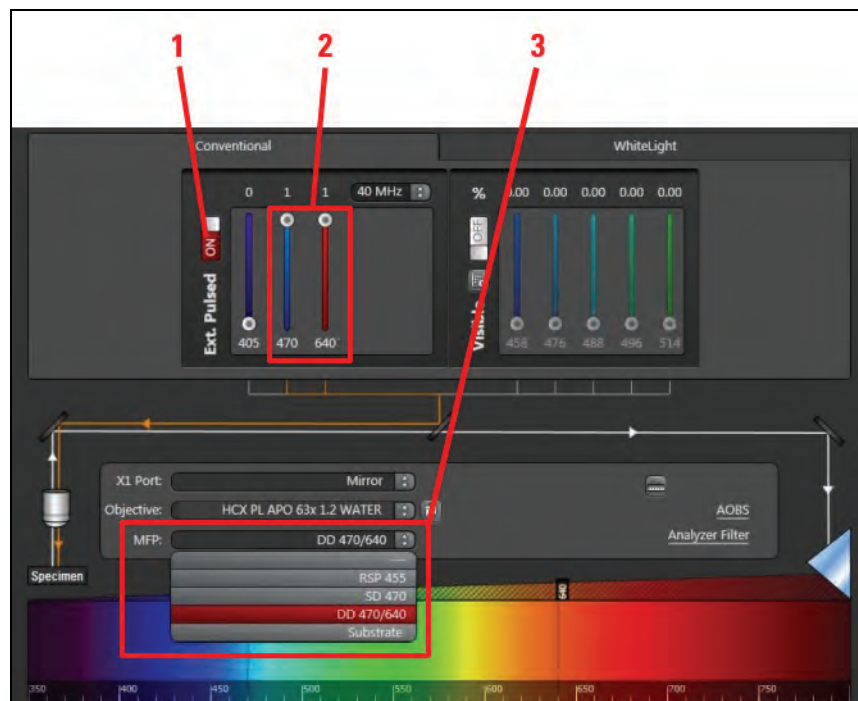 1 2 3
Conventional WhiteLight
0 1 1 40 MHz % 0.00 0.00 0.00 0.00 0.00
ON OFF
Ext. Pulsed Visible
405 470 640 458 476 488 496 514
X1 Port: Mirror
Objective: HCX PL APO 63x 1.2 WATER AOBS
MFP: DD 470/640 Analyzer Filter
Specimen
RSP 455
SD 470
DD 470/640
Substrate
640
350 400 450 500 550 600 650 700 750